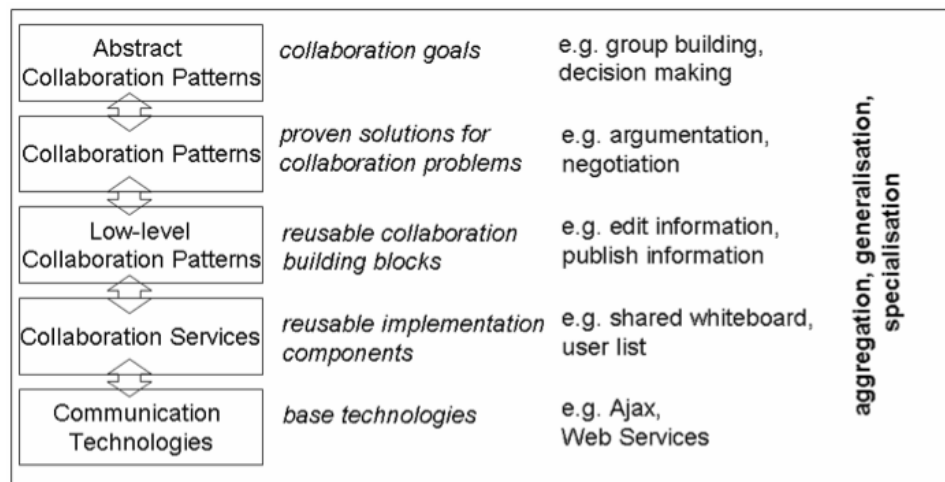 Abstract
Collaboration Patterns
collaboration goals
e.g. group building,
decision making
Collaboration Patterns
proven solutions for
collaboration problems
e.g. argumentation,
negotiation
Low-level
Collaboration Patterns
reusable collaboration
building blocks
e.g. edit information,
publish information
Collaboration Services
reusable implementation
components
e.g. shared whiteboard,
user list
Communication
Technologies
base technologies
e.g. Ajax,
Web Services
aggregation, generalisation,
specialisation